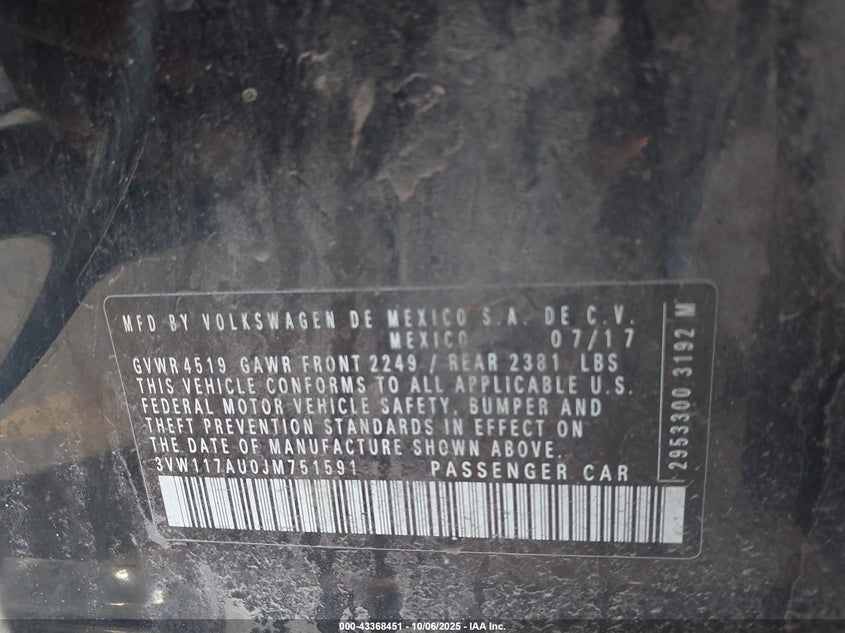 MFD BY VOLKSWAGEN DE MEXICO S.A. DE C.V.
MEXICO 07/17
GVWR 4519 GAWR FRONT 2249 / REAR 2381 LBS
THIS VEHICLE CONFORMS TO ALL APPLICABLE U.S.
FEDERAL MOTOR VEHICLE SAFETY, BUMPER AND
THEFT PREVENTION STANDARDS IN EFFECT ON
THE DATE OF MANUFACTURE SHOWN ABOVE.
3VW117AU0JM751591 PASSENGER CAR
2953300 3192 M
000-43368451 | 10/06/2025 - IAA Inc.